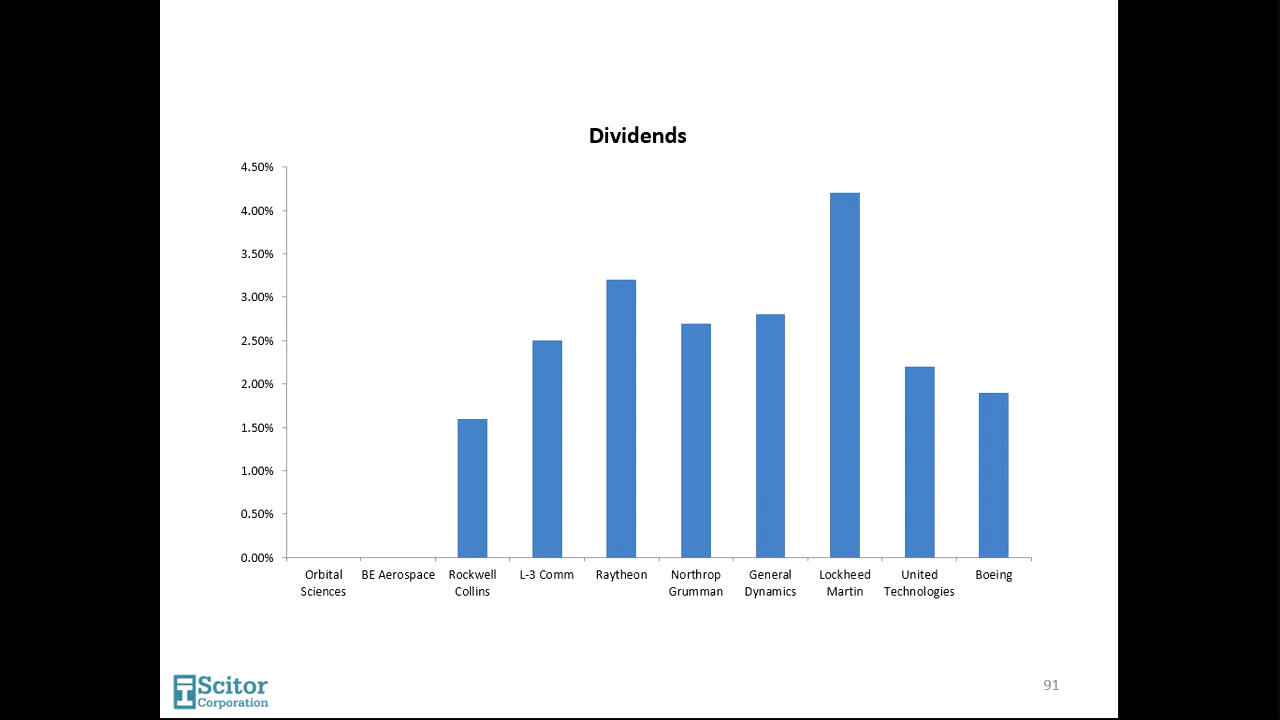 Dividends
4.50%
4.00%
3.50%
3.00%
2.50%
2.00%
1.50%
1.00%
0.50%
0.00%
Orbital Sciences
BE Aerospace
Rockwell Collins
L-3 Comm
Raytheon
Northrop Grumman
General Dynamics
Lockheed Martin
United Technologies
Boeing
Scitor
Corporation
91